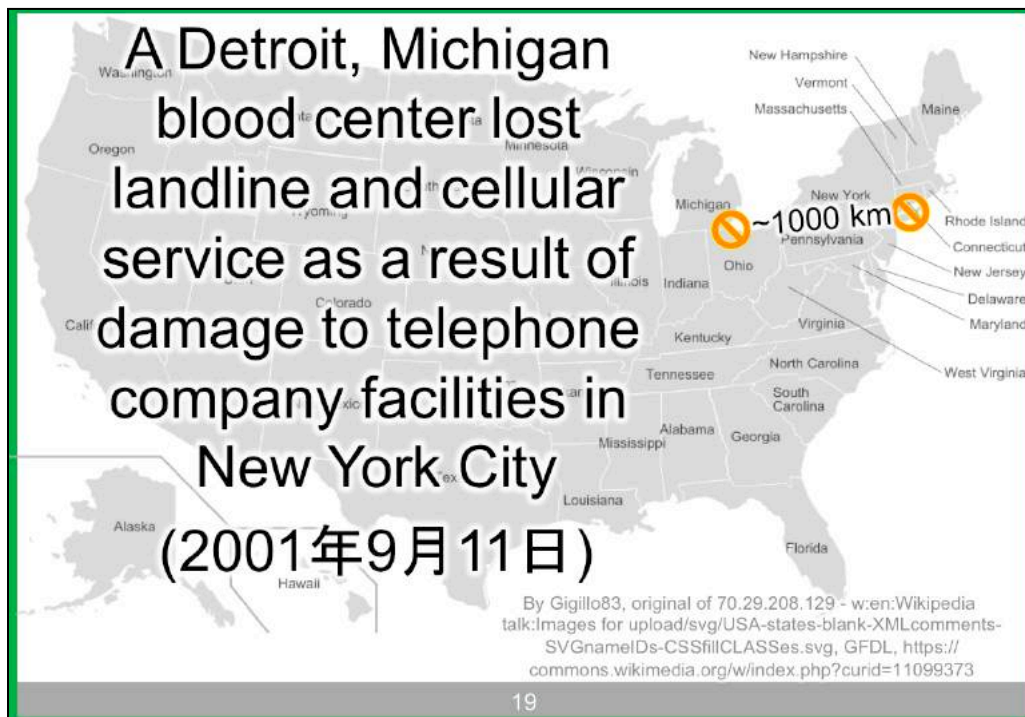 A Detroit, Michigan
blood center lost
landline and cellular
service as a result of
damage to telephone
company facilities in
New York City
(2001年9月11日)
Oregon
Minnesota
Colorado
Alaska
Hawaii
Michigan
~1000 km
New York
Pennsylvania
Ohio
Indiana
Kentucky
Virginia
Tennessee
North Carolina
South
Carolina
Mississippi
Alabama
Georgia
Louisiana
Florida
New Hampshire
Vermont
Massachusetts
Maine
Rhode Island
Connecticut
New Jersey
Delaware
Maryland
West Virginia
By Gigillo83, original of 70.29.208.129 - w:en:Wikipedia
talk:Images for upload/svg/USA-states-blank-XMLcomments-
SVGnameIDs-CSSfillCLASSes.svg, GFDL, https://
commons.wikimedia.org/w/index.php?curid=11099373
19